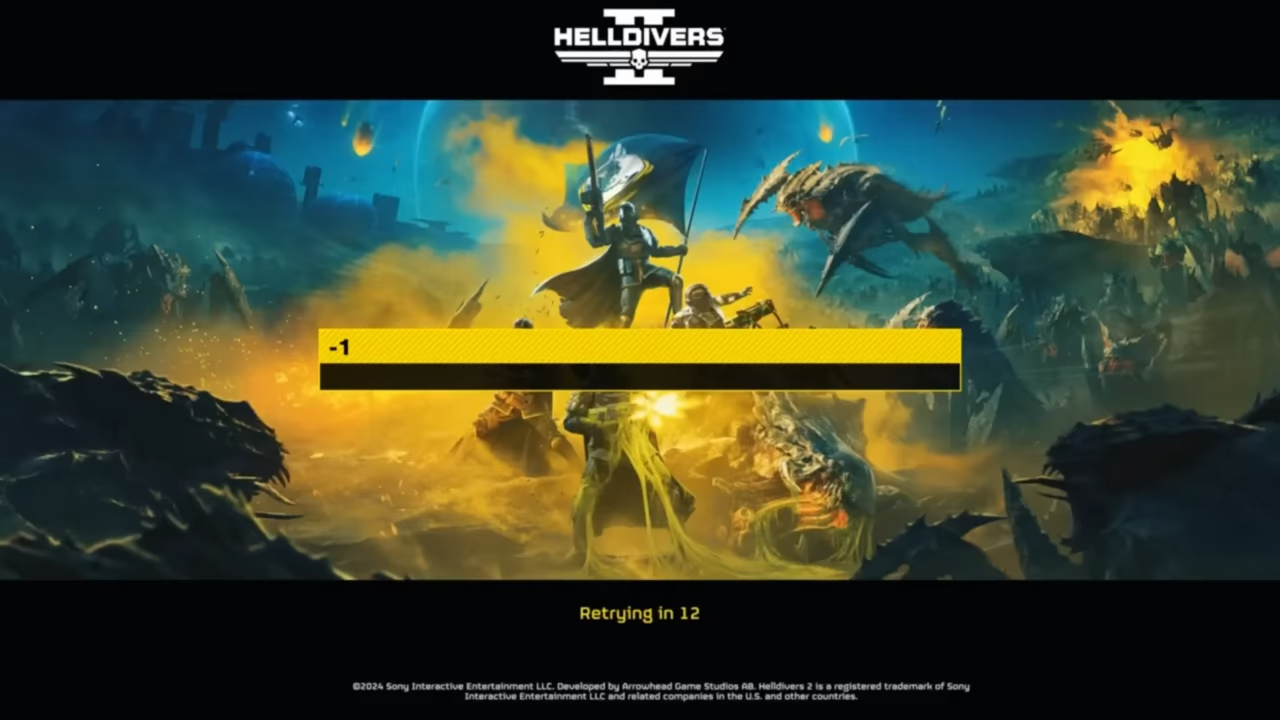 HELLDIVERS
II
-1
Retrying in 12
©2024 Sony Interactive Entertainment LLC. Developed by Arrowhead Game Studios AB. Helldivers 2 is a registered trademark of Sony
Interactive Entertainment LLC and related companies in the U.S. and other countries.